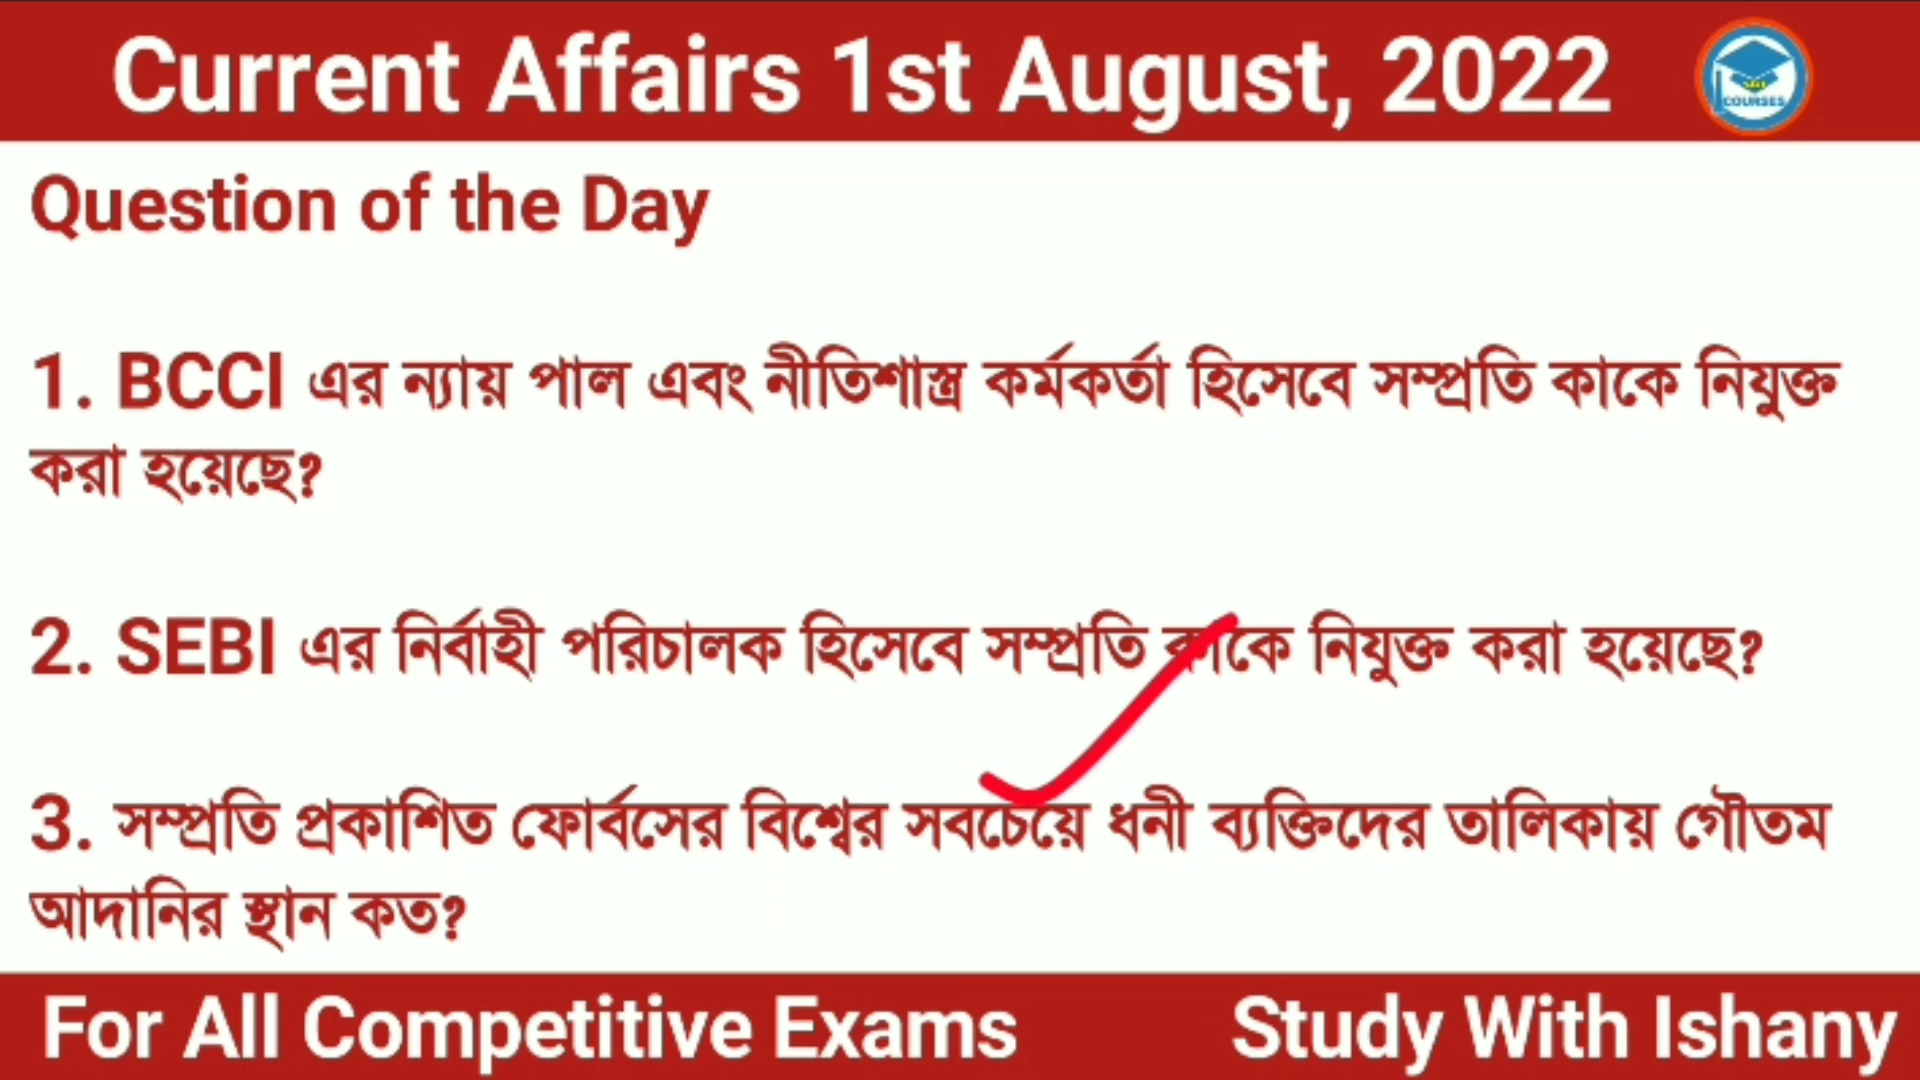 Current Affairs 1st August, 2022
COURSES
Question of the Day
1. BCCI এর ন্যায় পাল এবং নীতিশাস্ত্র কর্মকর্তা হিসেবে সম্প্রতি কাকে নিযুক্ত
করা হয়েছে?
2. SEBI এর নির্বাহী পরিচালক হিসেবে সম্প্রতি কাকে নিযুক্ত করা হয়েছে?
3. সম্প্রতি প্রকাশিত ফোর্বসের বিশ্বের সবচেয়ে ধনী ব্যক্তিদের তালিকায় গৌতম
আদানির স্থান কত?
For All Competitive Exams
Study With Ishany